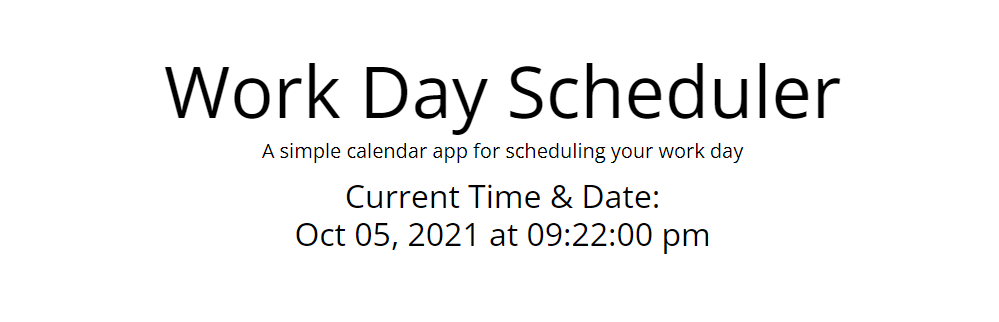 Work Day Scheduler
A simple calendar app for scheduling your work day
Current Time & Date:
Oct 05, 2021 at 09:22:00 pm